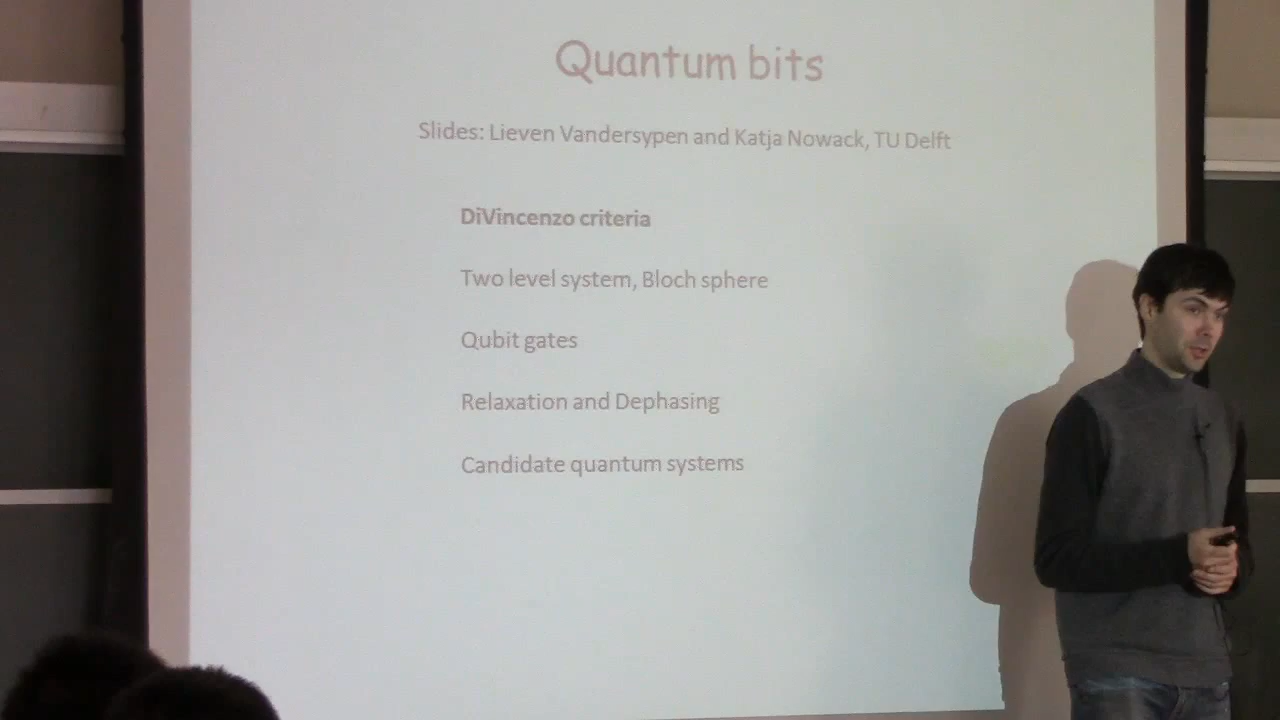 Quantum bits
Slides: Lieven Vandersypen and Katja Nowack, TU Delft
DiVincenzo criteria
Two level system, Bloch sphere
Qubit gates
Relaxation and Dephasing
Candidate quantum systems